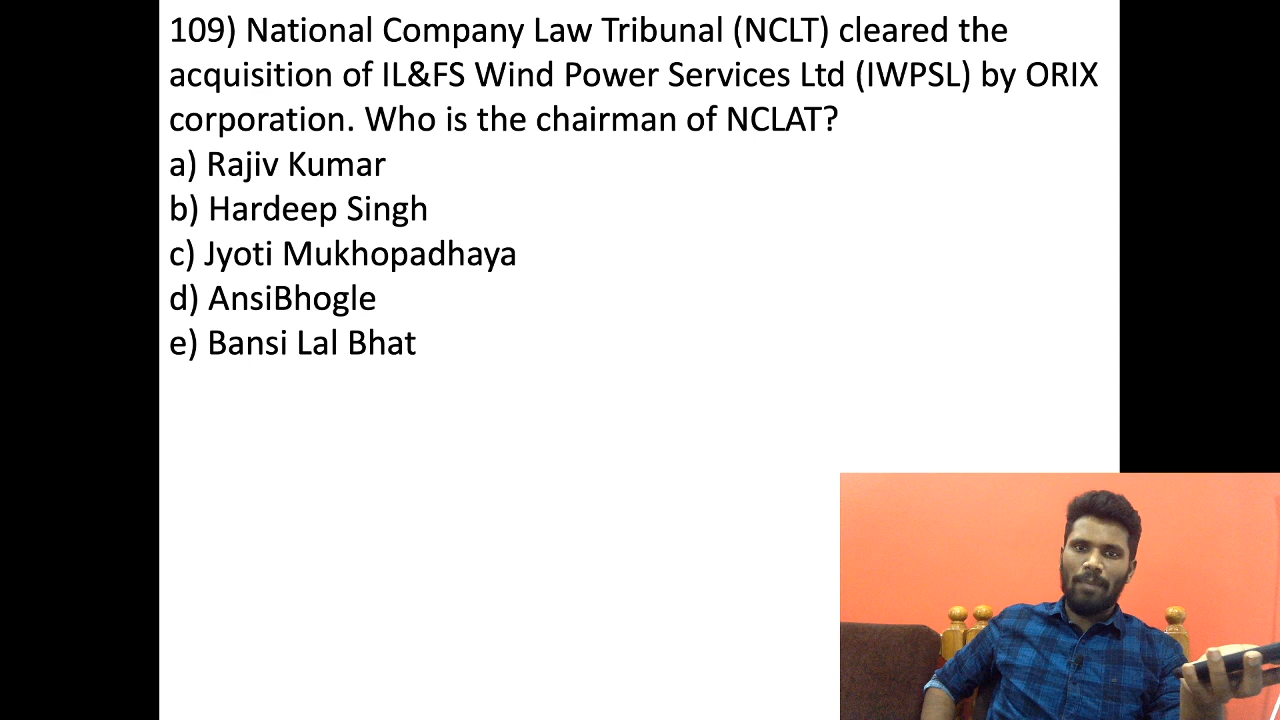 109) National Company Law Tribunal (NCLT) cleared the
acquisition of IL&FS Wind Power Services Ltd (IWPSL) by ORIX
corporation. Who is the chairman of NCLAT?
a) Rajiv Kumar
b) Hardeep Singh
c) Jyoti Mukhopadhaya
d) AnsiBhogle
e) Bansi Lal Bhat